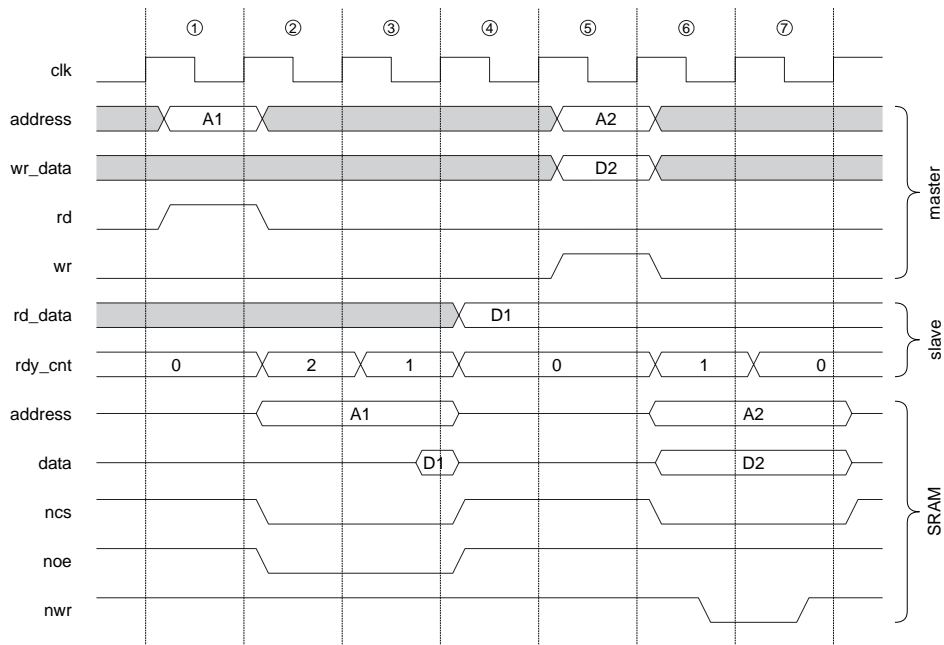 ① ② ③ ④ ⑤ ⑥ ⑦
clk
address A1 A2
wr_data D2
rd
wr
master
rd_data D1
rdy_cnt 0 2 1 0 1 0
slave
address A1 A2
data D1 D2
ncs
noe
nwr
SRAM